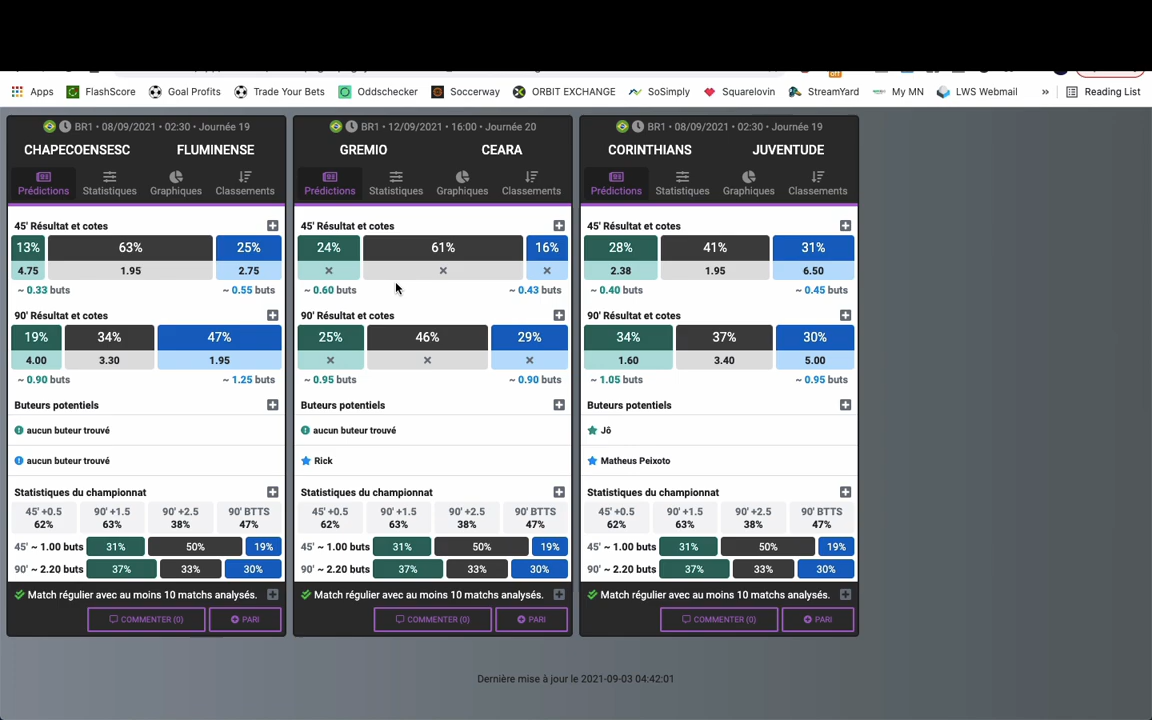 Apps FlashScore Goal Profits Trade Your Bets Oddschecker Soccerway ORBIT EXCHANGE SoSimply Squarelovin StreamYard My MN LWS Webmail » Reading List
BR1 • 08/09/2021 • 02:30 • Journée 19
CHAPECOENSESC FLUMINENSE
Prédictions Statistiques Graphiques Classements
45' Résultat et cotes
13% 63% 25%
4.75 1.95 2.75
~ 0.33 buts ~ 0.55 buts
90' Résultat et cotes
19% 34% 47%
4.00 3.30 1.95
~ 0.90 buts ~ 1.25 buts
Buteurs potentiels
aucun buteur trouvé
aucun buteur trouvé
Statistiques du championnat
45' +0.5 90' +1.5 90' +2.5 90' BTTS
62% 63% 38% 47%
45' ~ 1.00 buts 31% 50% 19%
90' ~ 2.20 buts 37% 33% 30%
Match régulier avec au moins 10 matchs analysés.
COMMENTER (0) PARI
BR1 • 12/09/2021 • 16:00 • Journée 20
GREMIO CEARA
Prédictions Statistiques Graphiques Classements
45' Résultat et cotes
24% 61% 16%
× × ×
~ 0.60 buts ~ 0.43 buts
90' Résultat et cotes
25% 46% 29%
× × ×
~ 0.95 buts ~ 0.90 buts
Buteurs potentiels
aucun buteur trouvé
Rick
Statistiques du championnat
45' +0.5 90' +1.5 90' +2.5 90' BTTS
62% 63% 38% 47%
45' ~ 1.00 buts 31% 50% 19%
90' ~ 2.20 buts 37% 33% 30%
Match régulier avec au moins 10 matchs analysés.
COMMENTER (0) PARI
BR1 • 08/09/2021 • 02:30 • Journée 19
CORINTHIANS JUVENTUDE
Prédictions Statistiques Graphiques Classements
45' Résultat et cotes
28% 41% 31%
2.38 1.95 6.50
~ 0.40 buts ~ 0.45 buts
90' Résultat et cotes
34% 37% 30%
1.60 3.40 5.00
~ 1.05 buts ~ 0.95 buts
Buteurs potentiels
Jô
Matheus Peixoto
Statistiques du championnat
45' +0.5 90' +1.5 90' +2.5 90' BTTS
62% 63% 38% 47%
45' ~ 1.00 buts 31% 50% 19%
90' ~ 2.20 buts 37% 33% 30%
Match régulier avec au moins 10 matchs analysés.
COMMENTER (0) PARI
Dernière mise à jour le 2021-09-03 04:42:01